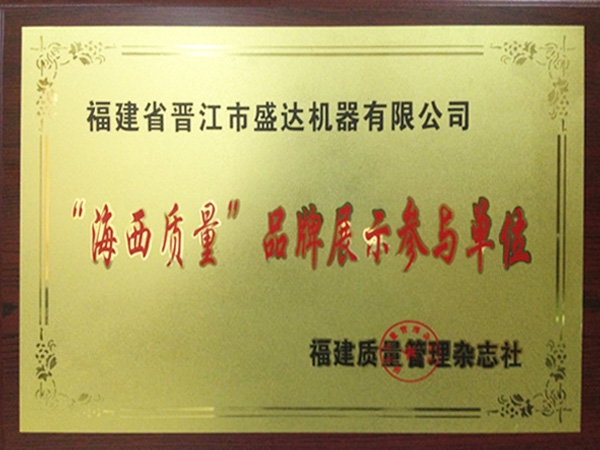 福建省晋江市盛达机器有限公司
“海西质量”品牌展示参与单位
福建质量管理杂志社